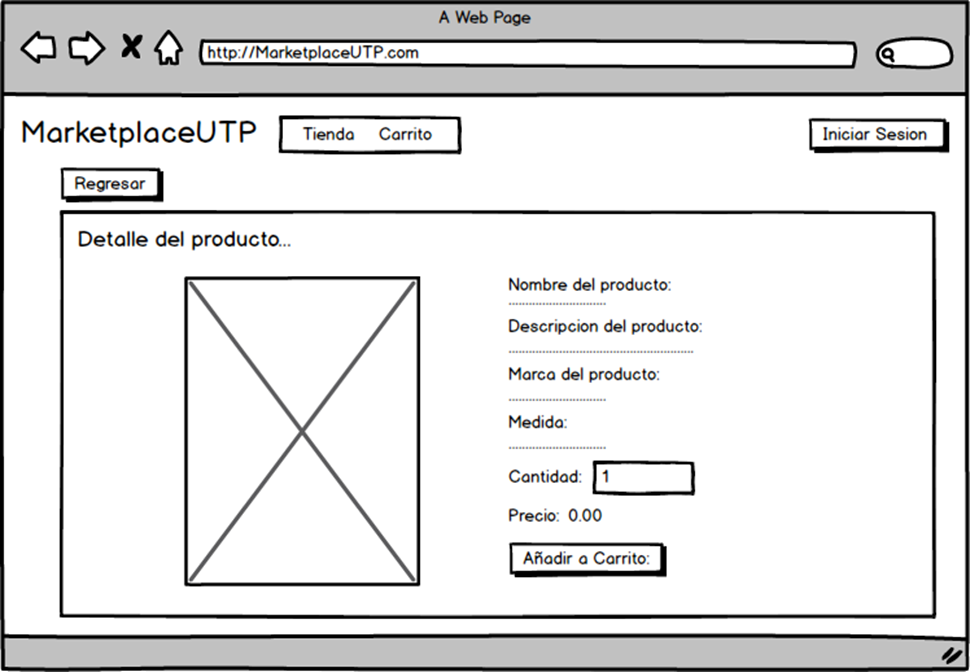 A Web Page
http://MarketplaceUTP.com
MarketplaceUTP Tienda Carrito Iniciar Sesion
Regresar
Detalle del producto...
Nombre del producto:
Descripcion del producto:
Marca del producto:
Medida:
Cantidad: 1
Precio: 0.00
Añadir a Carrito: